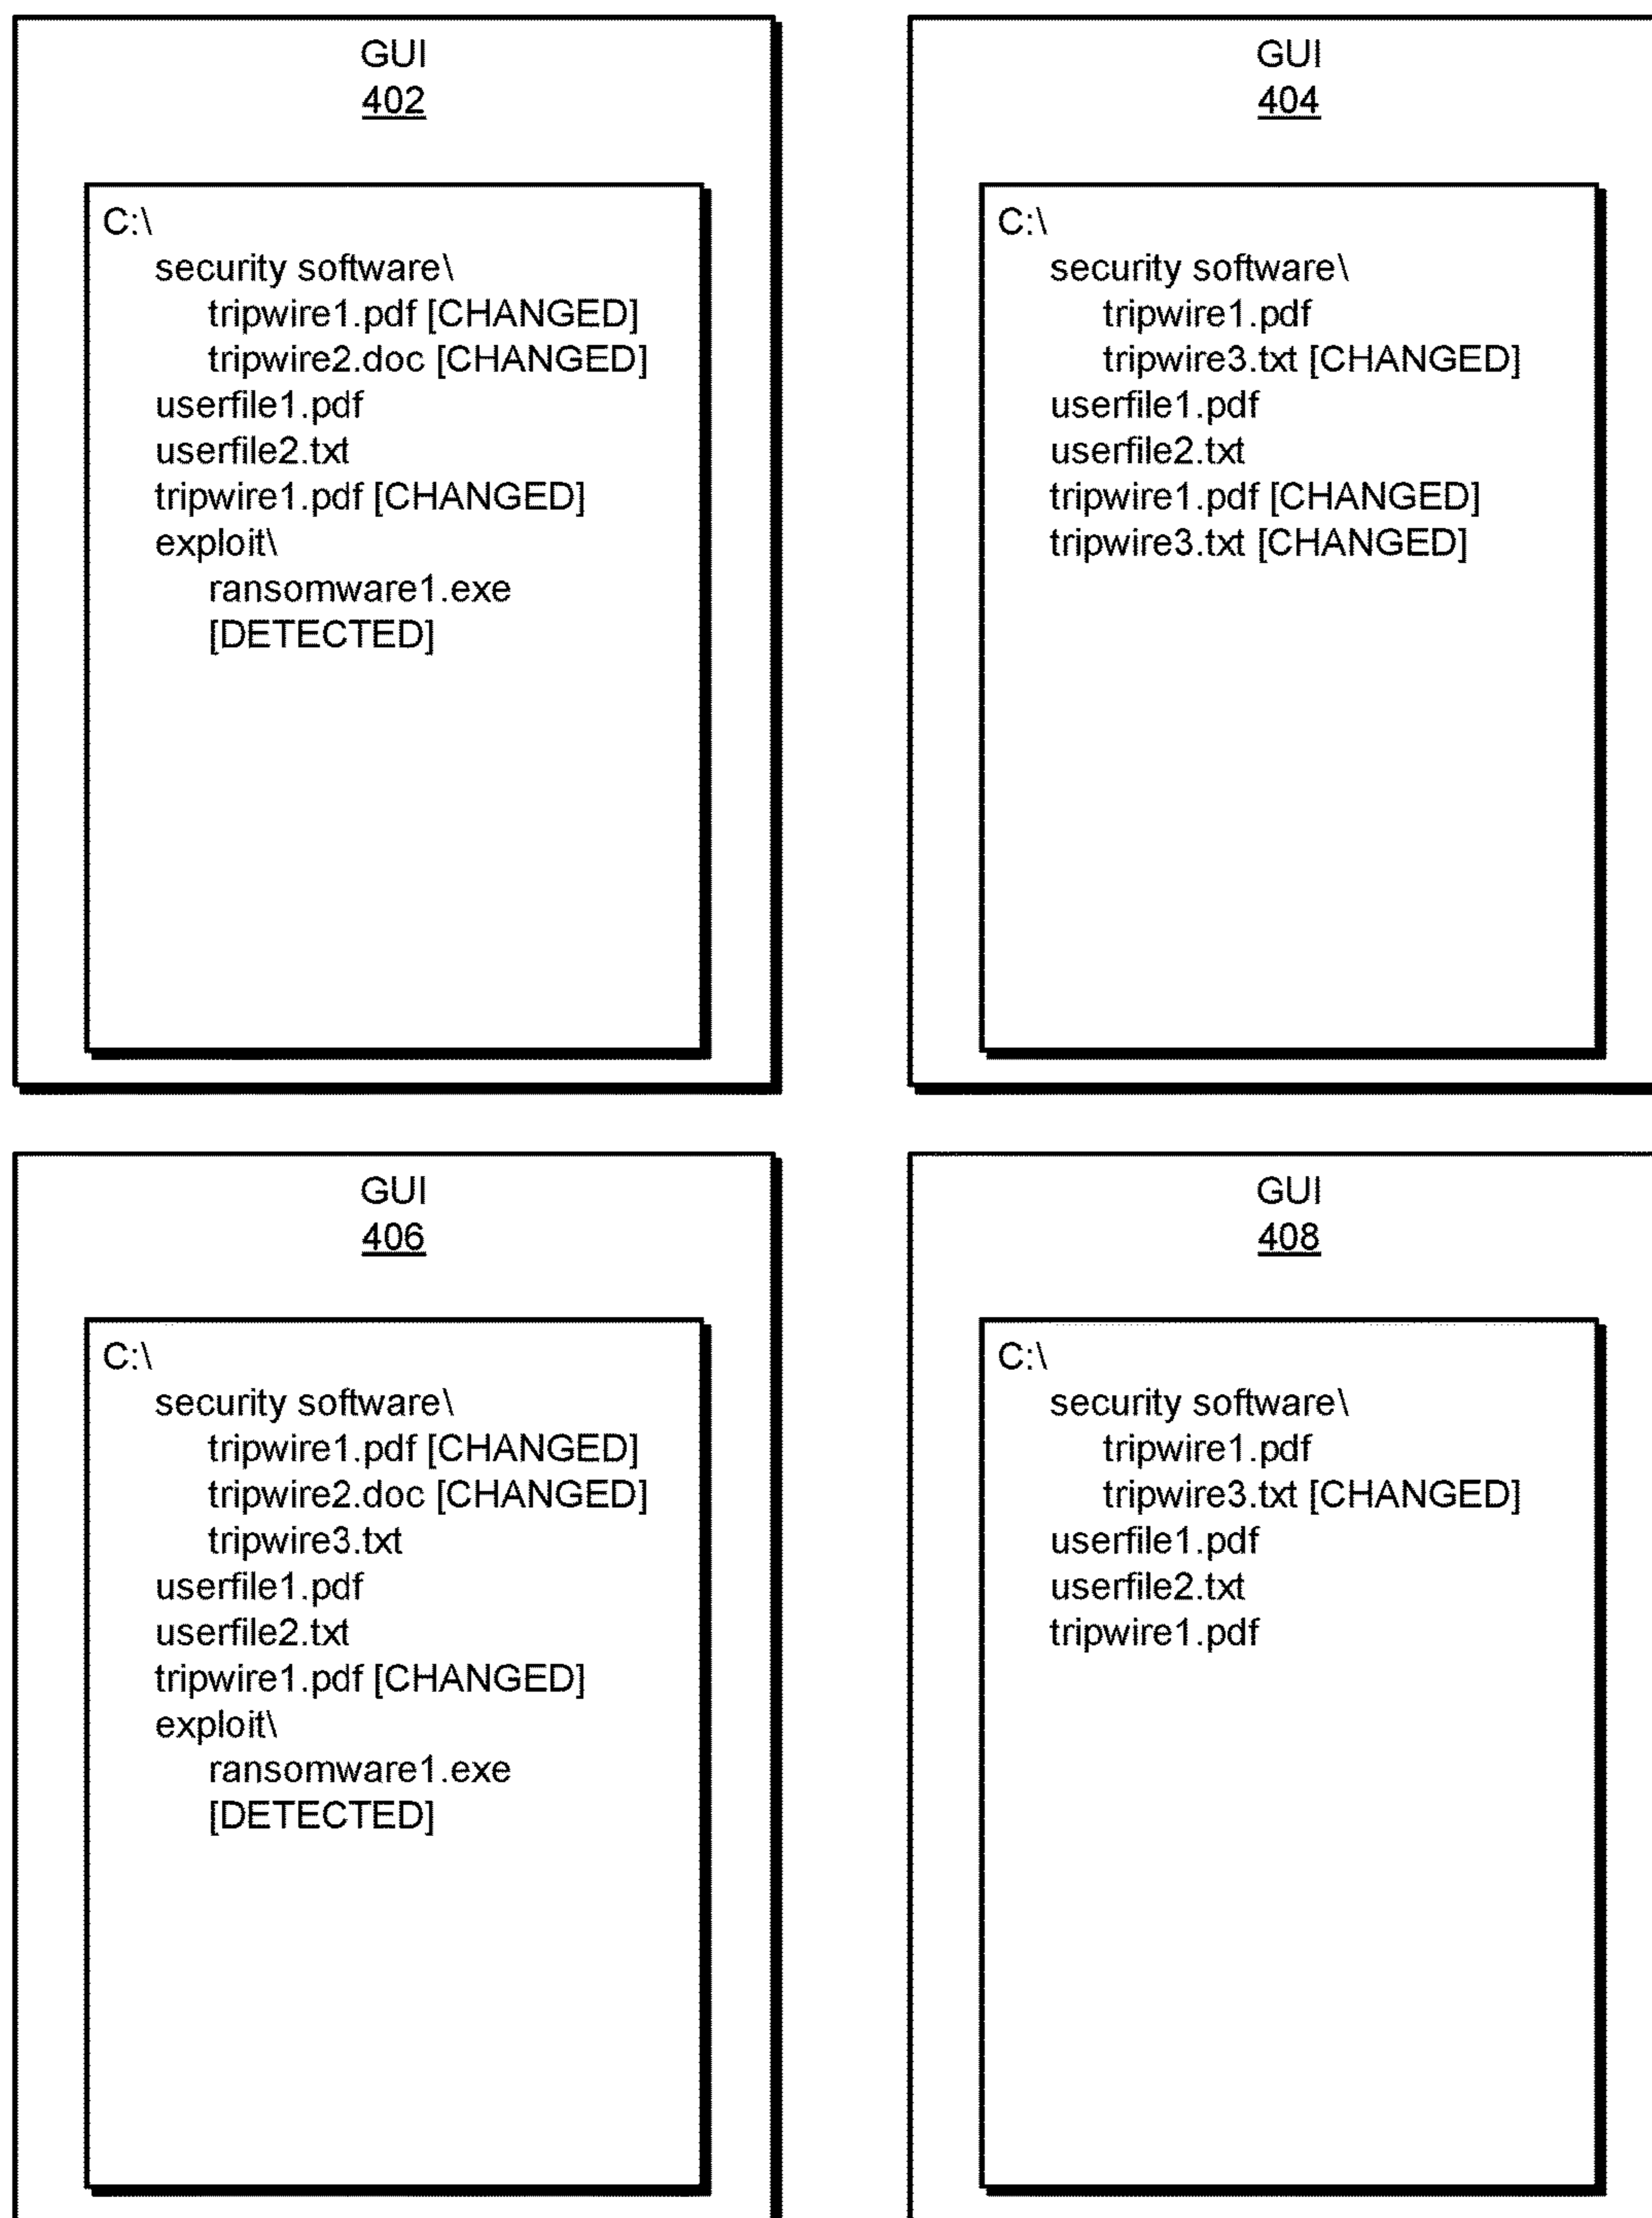 GUI
402
C:\
security software\
tripwire1.pdf [CHANGED]
tripwire2.doc [CHANGED]
userfile1.pdf
userfile2.txt
tripwire1.pdf [CHANGED]
exploit\
ransomware1.exe
[DETECTED]
GUI
404
C:\
security software\
tripwire1.pdf
tripwire3.txt [CHANGED]
userfile1.pdf
userfile2.txt
tripwire1.pdf [CHANGED]
tripwire3.txt [CHANGED]
GUI
406
C:\
security software\
tripwire1.pdf [CHANGED]
tripwire2.doc [CHANGED]
tripwire3.txt
userfile1.pdf
userfile2.txt
tripwire1.pdf [CHANGED]
exploit\
ransomware1.exe
[DETECTED]
GUI
408
C:\
security software\
tripwire1.pdf
tripwire3.txt [CHANGED]
userfile1.pdf
userfile2.txt
tripwire1.pdf